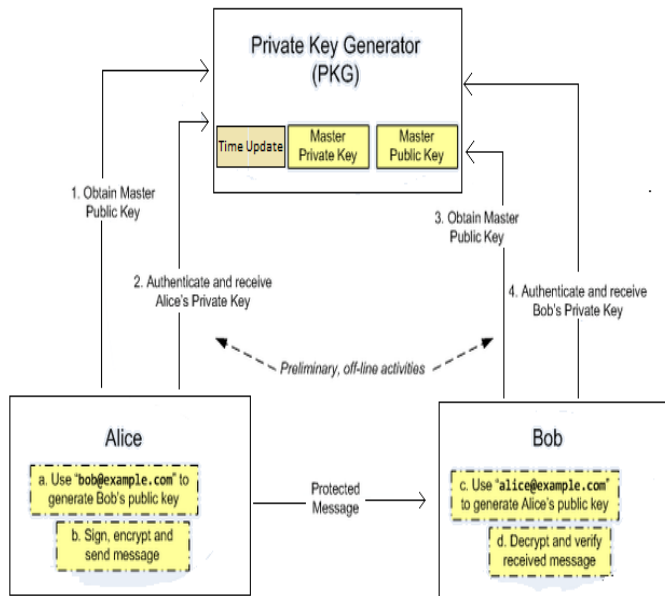 Private Key Generator
(PKG)
Time Update
Master
Private Key
Master
Public Key
1. Obtain Master
Public Key
2. Authenticate and receive
Alice's Private Key
3. Obtain Master
Public Key
4. Authenticate and receive
Bob's Private Key
Preliminary, off-line activities
Alice
a. Use "bob@example.com" to
generate Bob's public key
b. Sign, encrypt and
send message
Protected
Message
Bob
c. Use "alice@example.com"
to generate Alice's public key
d. Decrypt and verify
received message